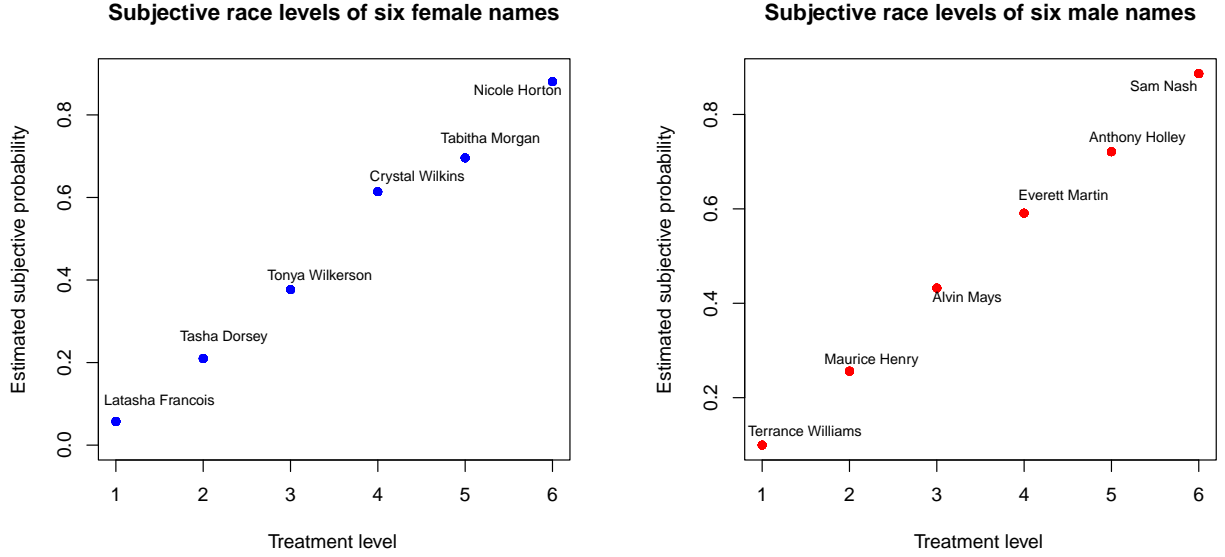 Subjective race levels of six female names
Estimated subjective probability
0.8
0.6
0.4
0.2
0.0
Nicole Horton
Tabitha Morgan
Crystal Wilkins
Tonya Wilkerson
Tasha Dorsey
Latasha Francois
1 2 3 4 5 6
Treatment level
Subjective race levels of six male names
Estimated subjective probability
0.8
0.6
0.4
0.2
Sam Nash
Anthony Holley
Everett Martin
Alvin Mays
Maurice Henry
Terrance Williams
1 2 3 4 5 6
Treatment level